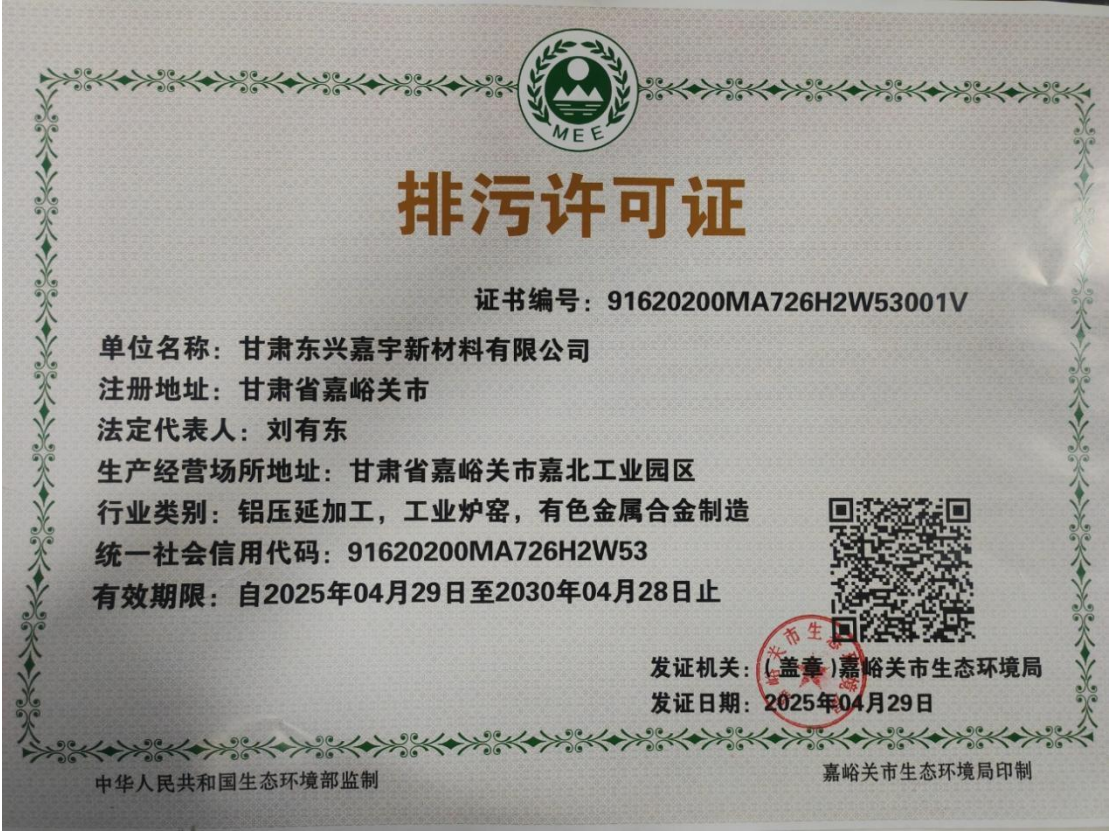 MEE
排污许可证
证书编号：91620200MA726H2W53001V
单位名称：甘肃东兴嘉宇新材料有限公司
注册地址：甘肃省嘉峪关市
法定代表人：刘有东
生产经营场所地址：甘肃省嘉峪关市嘉北工业园区
行业类别：铝压延加工，工业炉窑，有色金属合金制造
统一社会信用代码：91620200MA726H2W53
有效期限：自2025年04月29日至2030年04月28日止
发证机关：（盖章）嘉峪关市生态环境局
发证日期：2025年04月29日
中华人民共和国生态环境部监制
嘉峪关市生态环境局印制